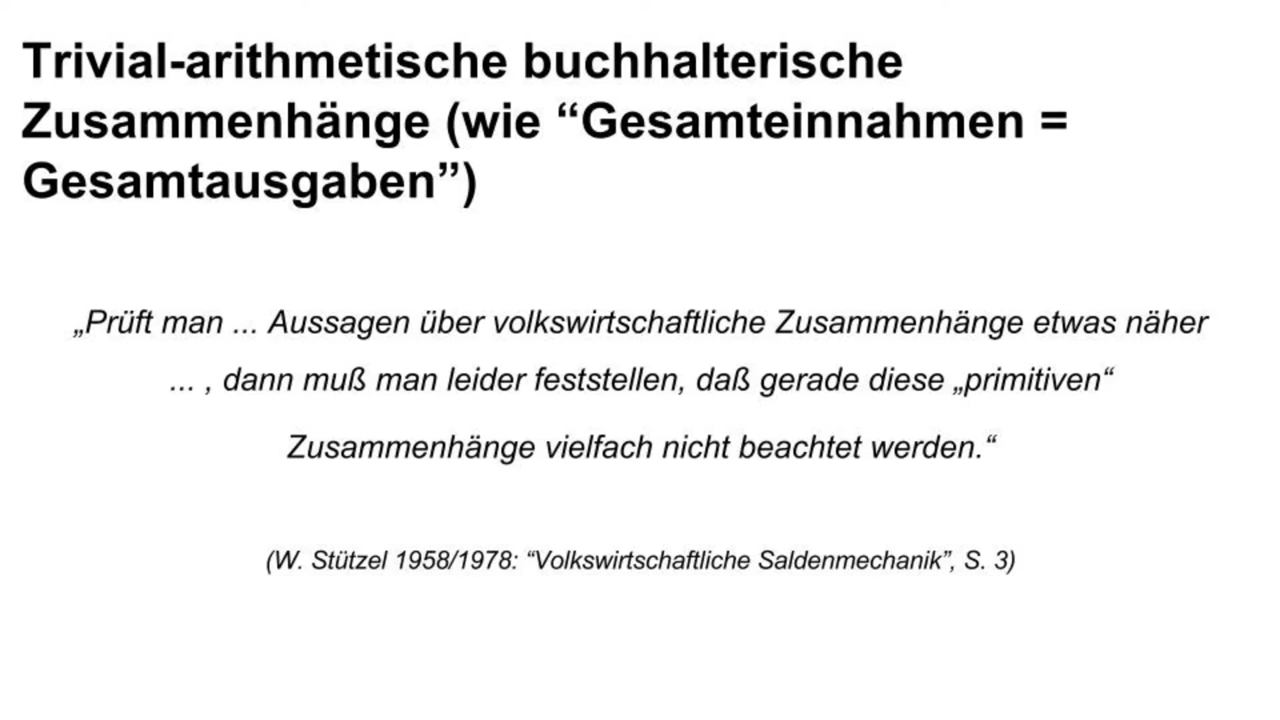 Trivial-arithmetische buchhalterische
Zusammenhänge (wie “Gesamteinnahmen =
Gesamtausgaben”)
„Prüft man ... Aussagen über volkswirtschaftliche Zusammenhänge etwas näher
... , dann muß man leider feststellen, daß gerade diese „primitiven“
Zusammenhänge vielfach nicht beachtet werden.“
(W. Stützel 1958/1978: “Volkswirtschaftliche Saldenmechanik”, S. 3)